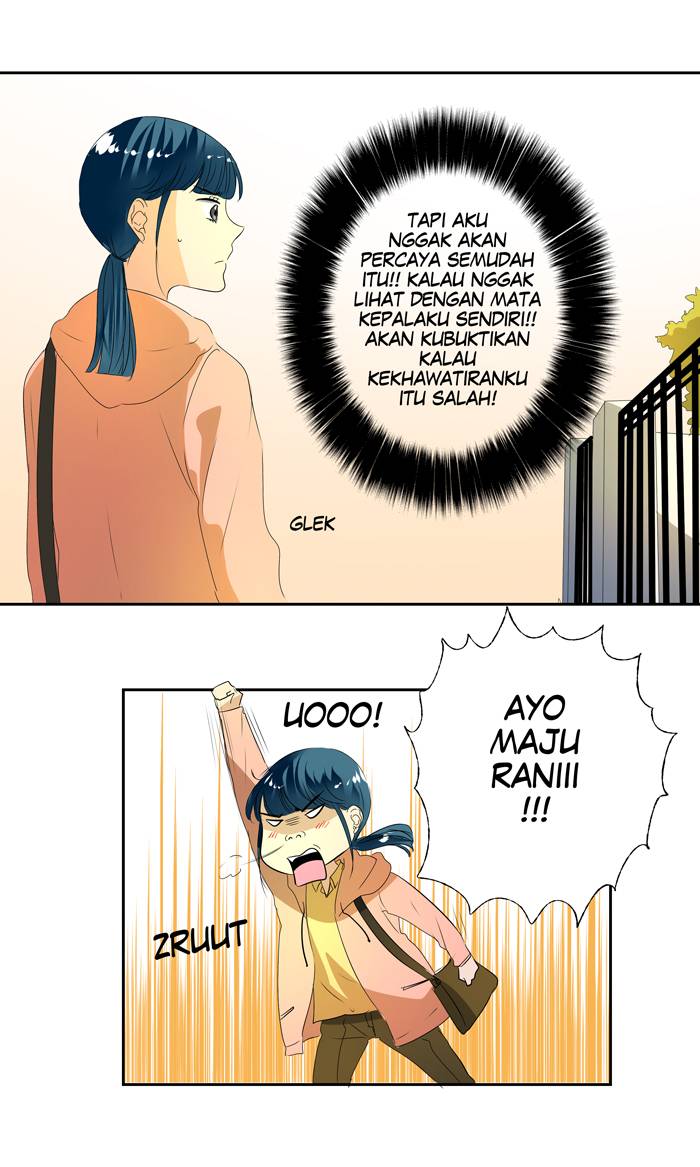 TAPI AKU
NGGAK AKAN
PERCAYA SEMUDAH
ITU!! KALAU NGGAK
LIHAT DENGAN MATA
KEPALAKU SENDIRI!!
AKAN KUBUKTIKAN
KALAU
KEKHAWATIRANKU
ITU SALAH!
GLEK
UOOO!
AYO
MAJU
RANIII
!!!
ZRUUT